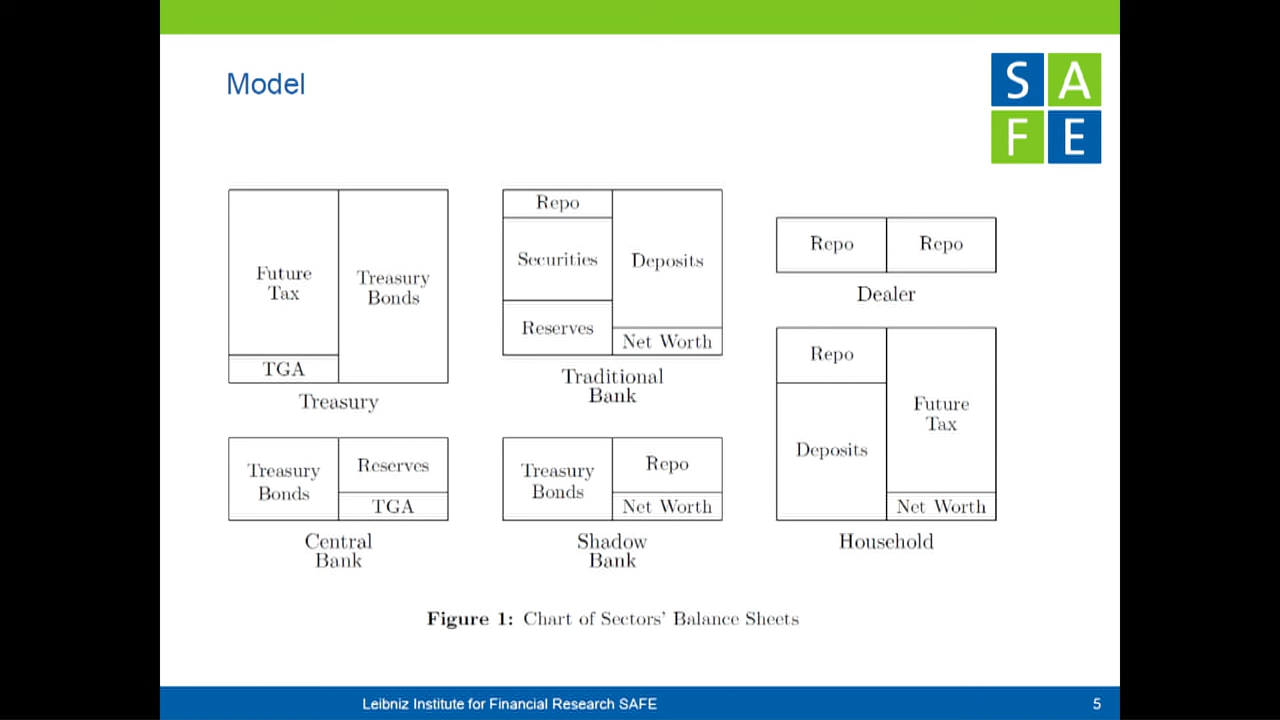 Model
S A
F E
Future
Tax
TGA
Treasury
Bonds
Treasury
Repo
Securities
Reserves
Deposits
Net Worth
Traditional
Bank
Repo
Repo
Dealer
Treasury
Bonds
Reserves
TGA
Central
Bank
Treasury
Bonds
Repo
Net Worth
Shadow
Bank
Repo
Deposits
Future
Tax
Net Worth
Household
Figure 1: Chart of Sectors' Balance Sheets
Leibniz Institute for Financial Research SAFE
5